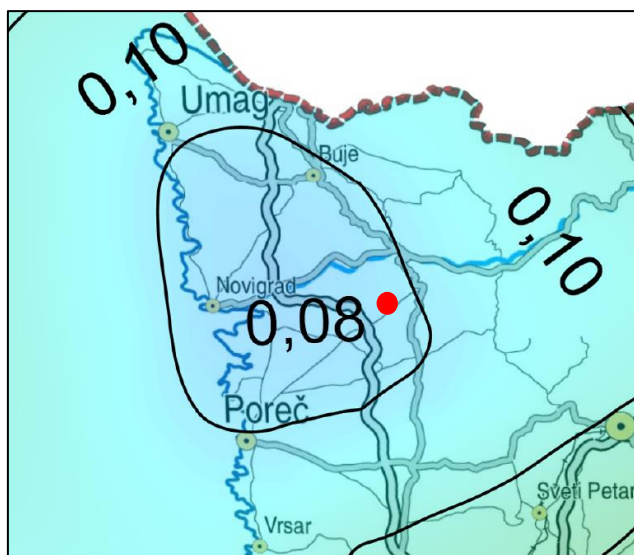 0,10
Umag
Buje
0,10
Novigrad
0,08
Poreč
Sveti Petar
Vrsar